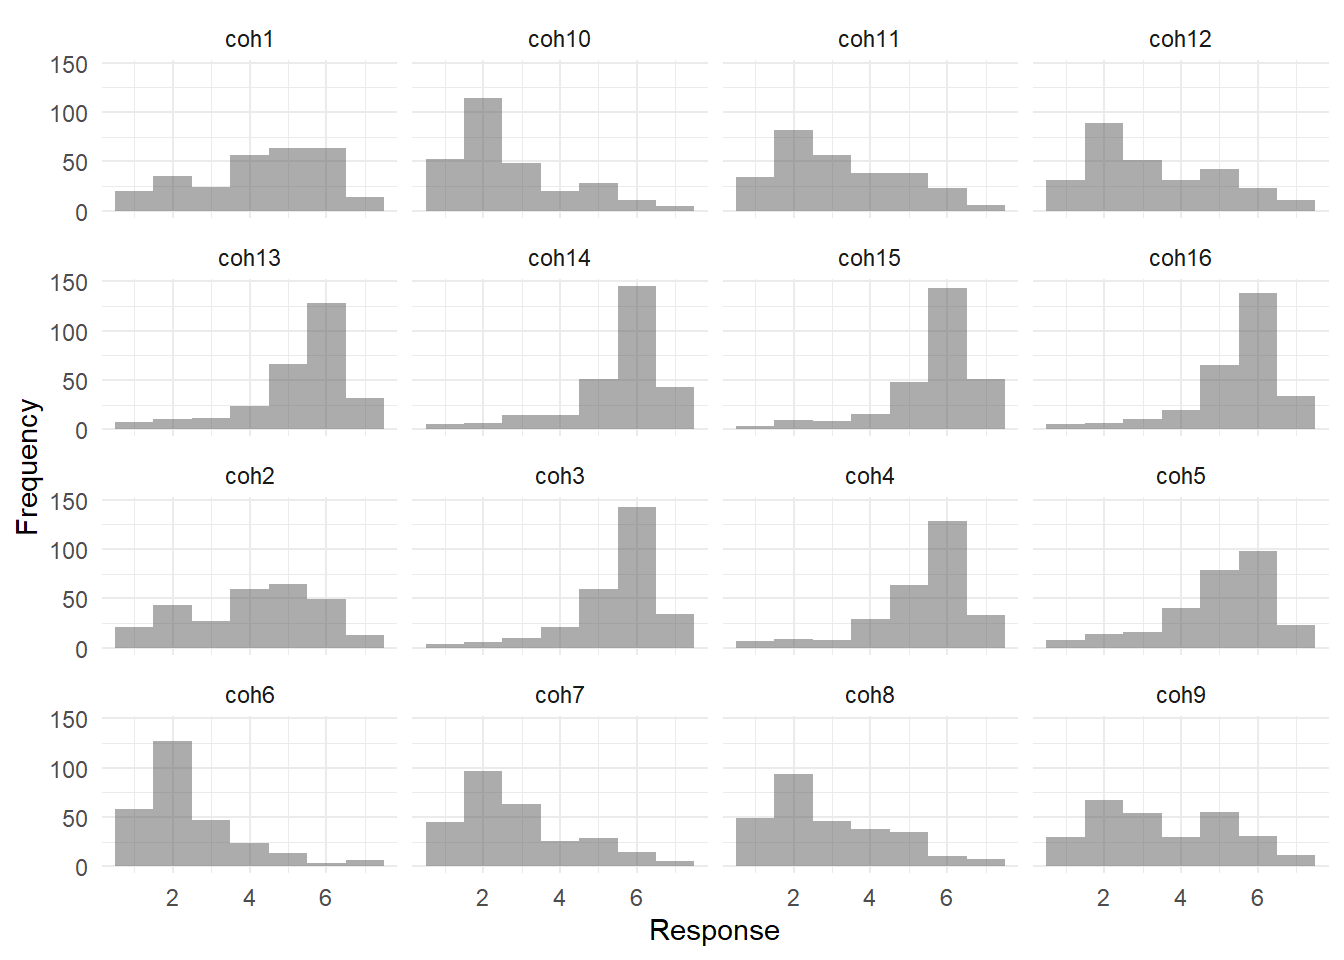 coh1 coh10 coh11 coh12
150
100
50
0
coh13 coh14 coh15 coh16
150
100
50
0
Frequency
coh2 coh3 coh4 coh5
150
100
50
0
coh6 coh7 coh8 coh9
150
100
50
0
2 4 6 2 4 6 2 4 6 2 4 6
Response